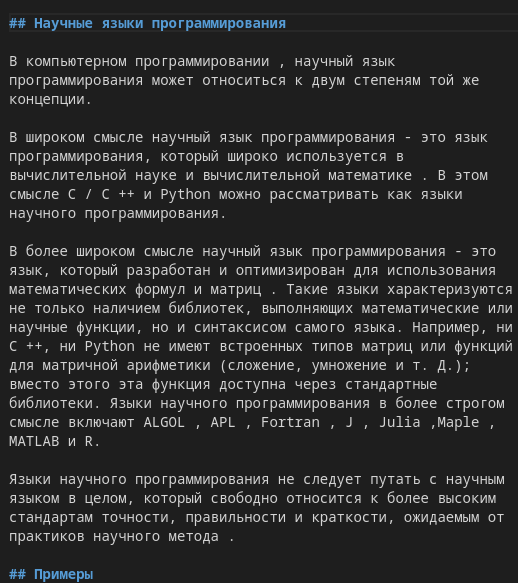 ## Научные языки программирования
В компьютерном программировании , научный язык
программирования может относиться к двум степеням той же
концепции.
В широком смысле научный язык программирования - это язык
программирования, который широко используется в
вычислительной науке и вычислительной математике . В этом
смысле C / C ++ и Python можно рассматривать как языки
научного программирования.
В более широком смысле научный язык программирования - это
язык, который разработан и оптимизирован для использования
математических формул и матриц . Такие языки характеризуются
не только наличием библиотек, выполняющих математические или
научные функции, но и синтаксисом самого языка. Например, ни
C ++, ни Python не имеют встроенных типов матриц или функций
для матричной арифметики (сложение, умножение и т. Д.);
вместо этого эта функция доступна через стандартные
библиотеки. Языки научного программирования в более строгом
смысле включают ALGOL , APL , Fortran , J , Julia ,Maple ,
MATLAB и R.
Языки научного программирования не следует путать с научным
языком в целом, который свободно относится к более высоким
стандартам точности, правильности и краткости, ожидаемым от
практиков научного метода .
## Примеры